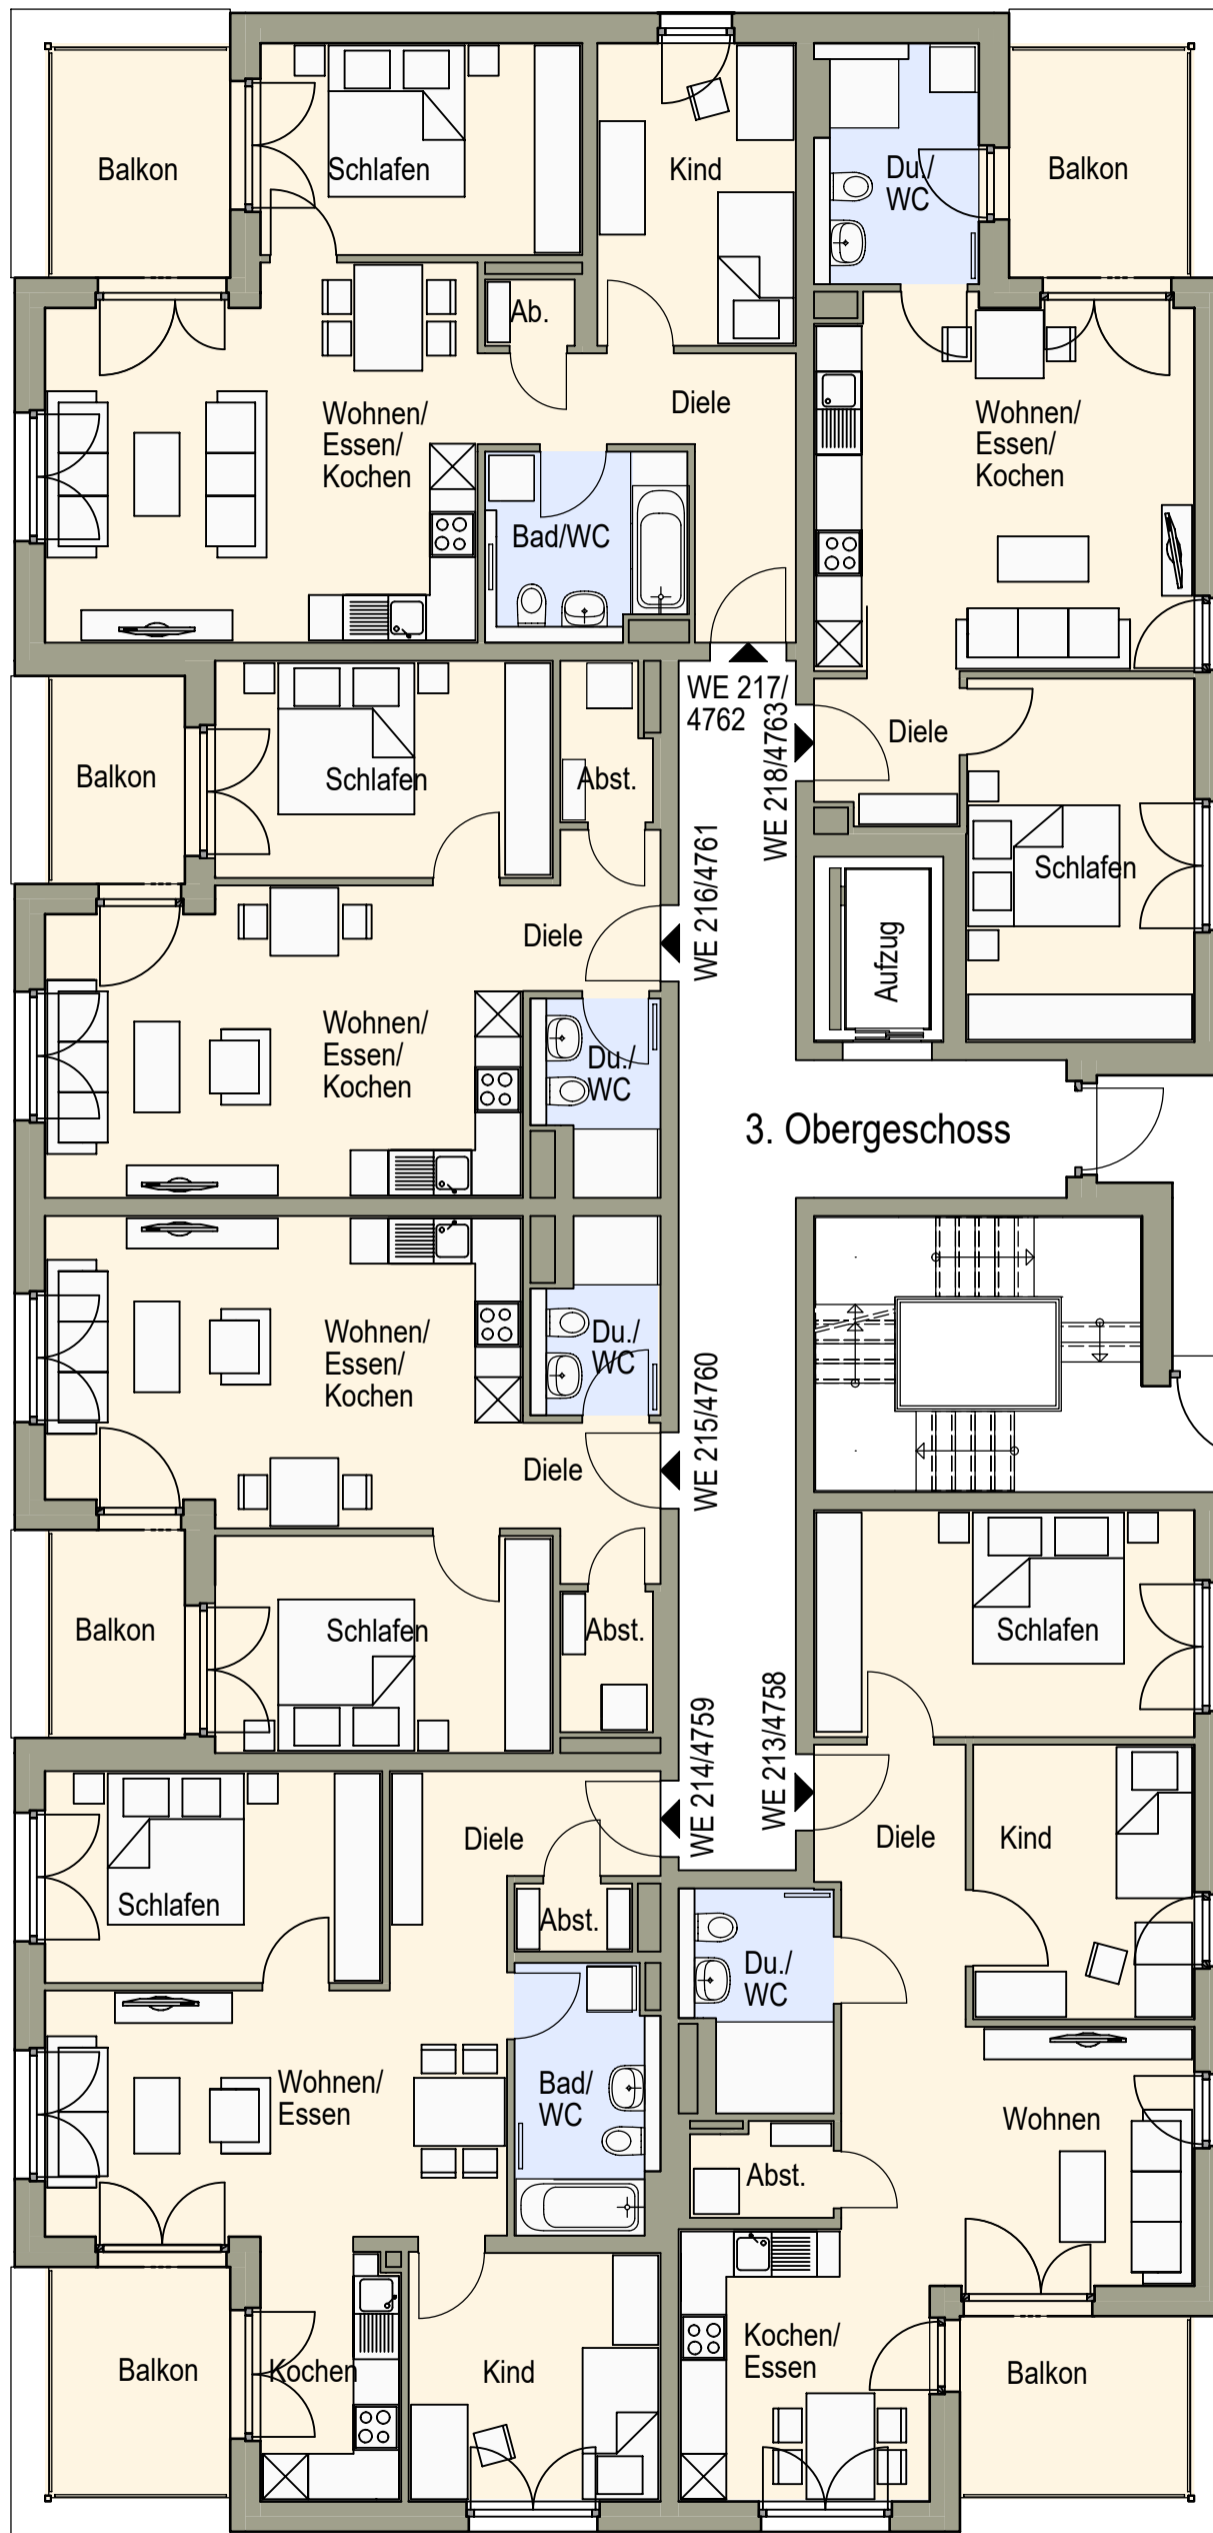 Balkon
Schlafen
Kind
Du./
WC
Balkon
Ab.
Diele
Wohnen/
Essen/
Kochen
Wohnen/
Essen/
Kochen
Bad/WC
WE 217/
4762
WE 218/4763
Diele
Balkon
Schlafen
Abst.
WE 216/4761
Schlafen
Diele
Aufzug
Wohnen/
Essen/
Kochen
Du./
WC
3. Obergeschoss
Wohnen/
Essen/
Kochen
Du./
WC
WE 215/4760
Diele
Balkon
Schlafen
Abst.
Schlafen
WE 214/4759
WE 213/4758
Diele
Diele
Kind
Schlafen
Abst.
Du./
WC
Wohnen/
Essen
Bad/
WC
Wohnen
Abst.
Balkon
Kochen
Kind
Kochen/
Essen
Balkon